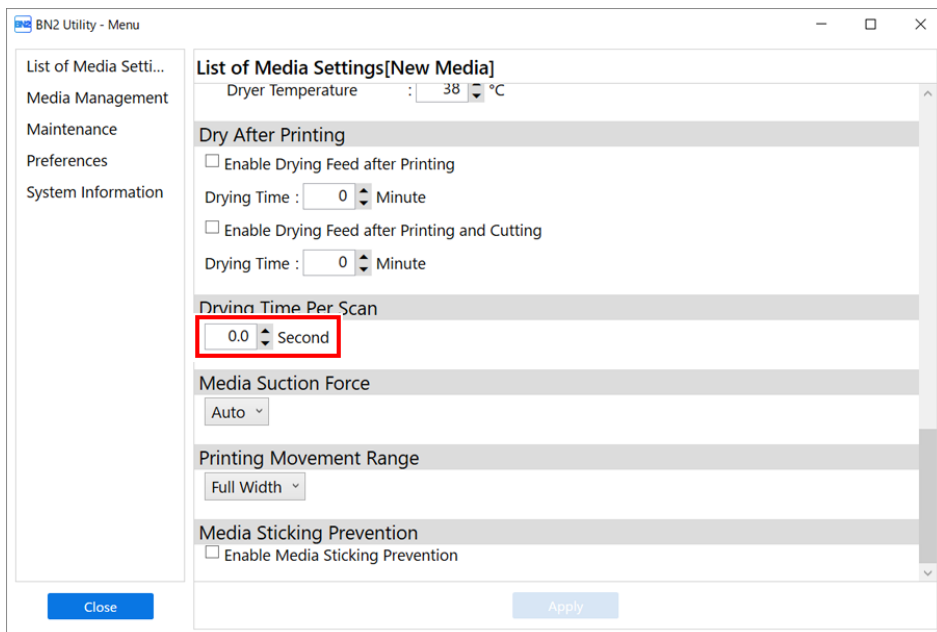 BN2 BN2 Utility - Menu
List of Media Setti...
Media Management
Maintenance
Preferences
System Information
Close
List of Media Settings[New Media]
Dryer Temperature : 38 °C
Dry After Printing
Enable Drying Feed after Printing
Drying Time : 0 Minute
Enable Drying Feed after Printing and Cutting
Drying Time : 0 Minute
Drying Time Per Scan
0.0 Second
Media Suction Force
Auto
Printing Movement Range
Full Width
Media Sticking Prevention
Enable Media Sticking Prevention
Apply